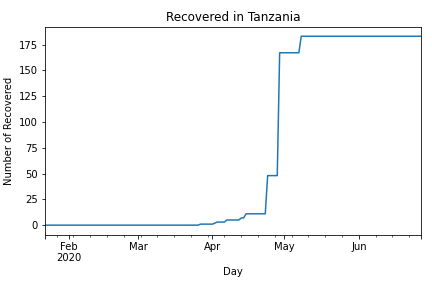 Recovered in Tanzania
Number of Recovered
175
150
125
100
75
50
25
0
Feb
2020
Mar
Apr
May
Jun
Day